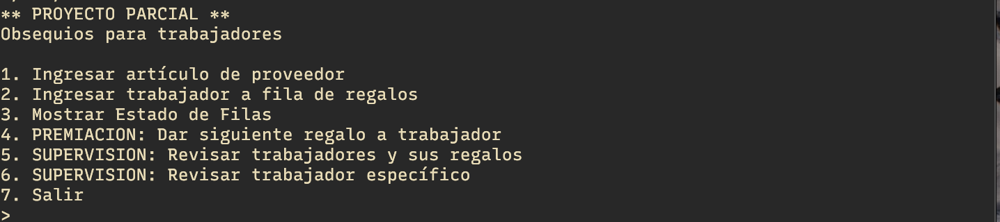 ** PROYECTO PARCIAL **
Obsequios para trabajadores
1. Ingresar artículo de proveedor
2. Ingresar trabajador a fila de regalos
3. Mostrar Estado de Filas
4. PREMIACION: Dar siguiente regalo a trabajador
5. SUPERVISION: Revisar trabajadores y sus regalos
6. SUPERVISION: Revisar trabajador específico
7. Salir
>